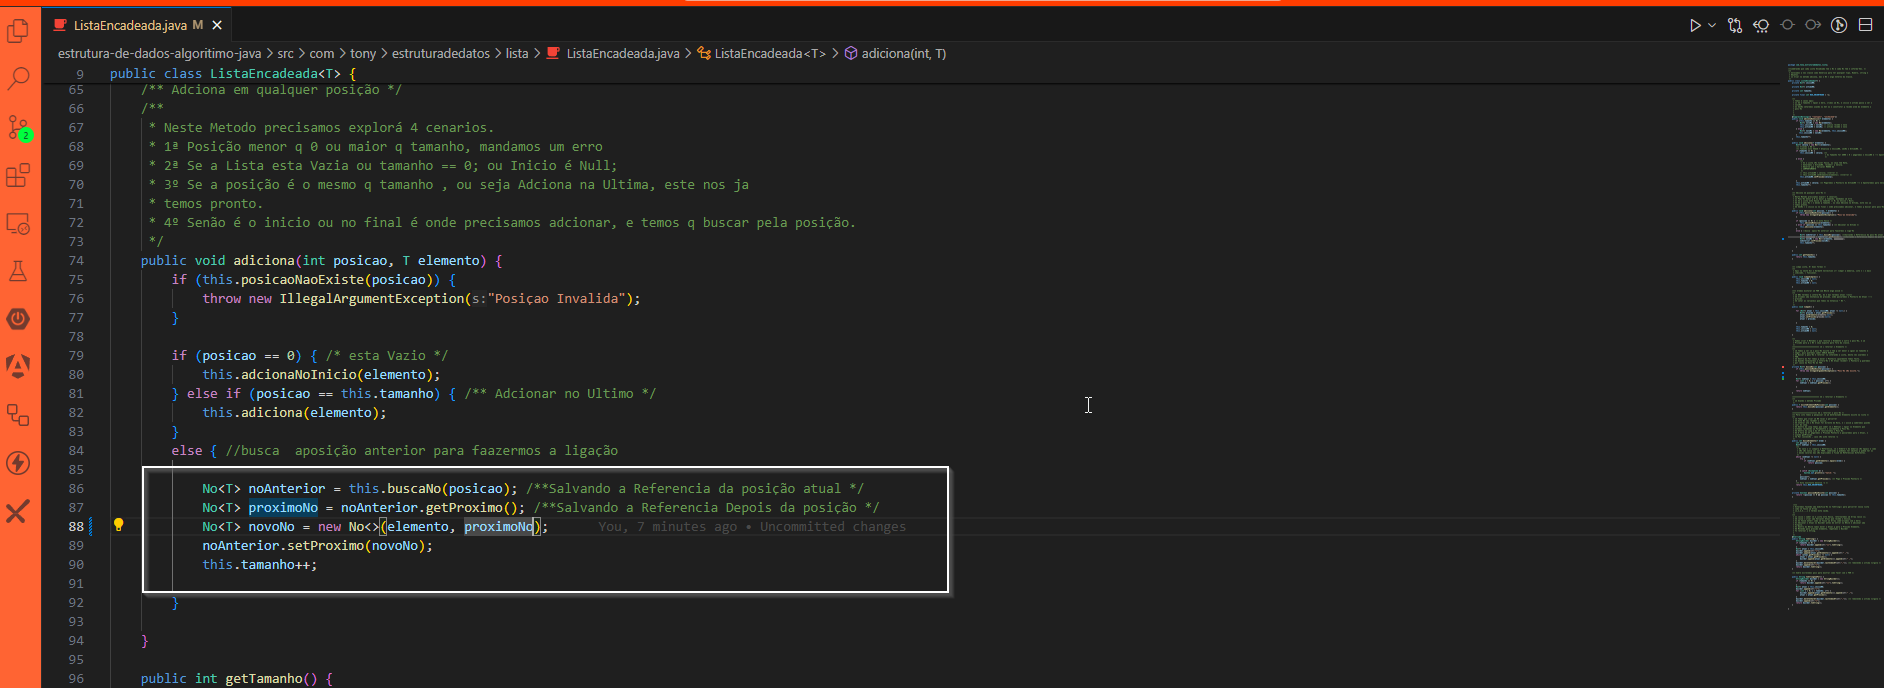 ListaEncadeada.java M
estrutura-de-dados-algoritimo-java > src > com > tony > estruturadedatos > lista > ListaEncadeada.java > ListaEncadeada<T> > adiciona(int, T)
9 public class ListaEncadeada<T> {
65 /** Adciona em qualquer posição */
66 /**
67 * Neste Metodo precisamos explorá 4 cenarios.
68 * 1ª Posição menor q 0 ou maior q tamanho, mandamos um erro
69 * 2ª Se a Lista esta Vazia ou tamanho == 0; ou Inicio é Null;
70 * 3º Se a posição é o mesmo q tamanho , ou seja Adciona na Ultima, este nos ja
71 * temos pronto.
72 * 4º Senão é o inicio ou no final é onde precisamos adcionar, e temos q buscar pela posição.
73 */
74 public void adiciona(int posicao, T elemento) {
75 if (this.posicaoNaoExiste(posicao)) {
76 throw new IllegalArgumentException(s:"Posiçao Invalida");
77 }
78
79 if (posicao == 0) { /* esta Vazio */
80 this.adcionaNoInicio(elemento);
81 } else if (posicao == this.tamanho) { /** Adcionar no Ultimo */
82 this.adiciona(elemento);
83 }
84 else { //busca  aposição anterior para faazermos a ligação
85
86 No<T> noAnterior = this.buscaNo(posicao); /**Salvando a Referencia da posição atual */
87 No<T> proximoNo = noAnterior.getProximo(); /**Salvando a Referencia Depois da posição */
88 No<T> novoNo = new No<>(elemento, proximoNo); You, 7 minutes ago • Uncommitted changes
89 noAnterior.setProximo(novoNo);
90 this.tamanho++;
91
92 }
93
94 }
95
96 public int getTamanho() {
2